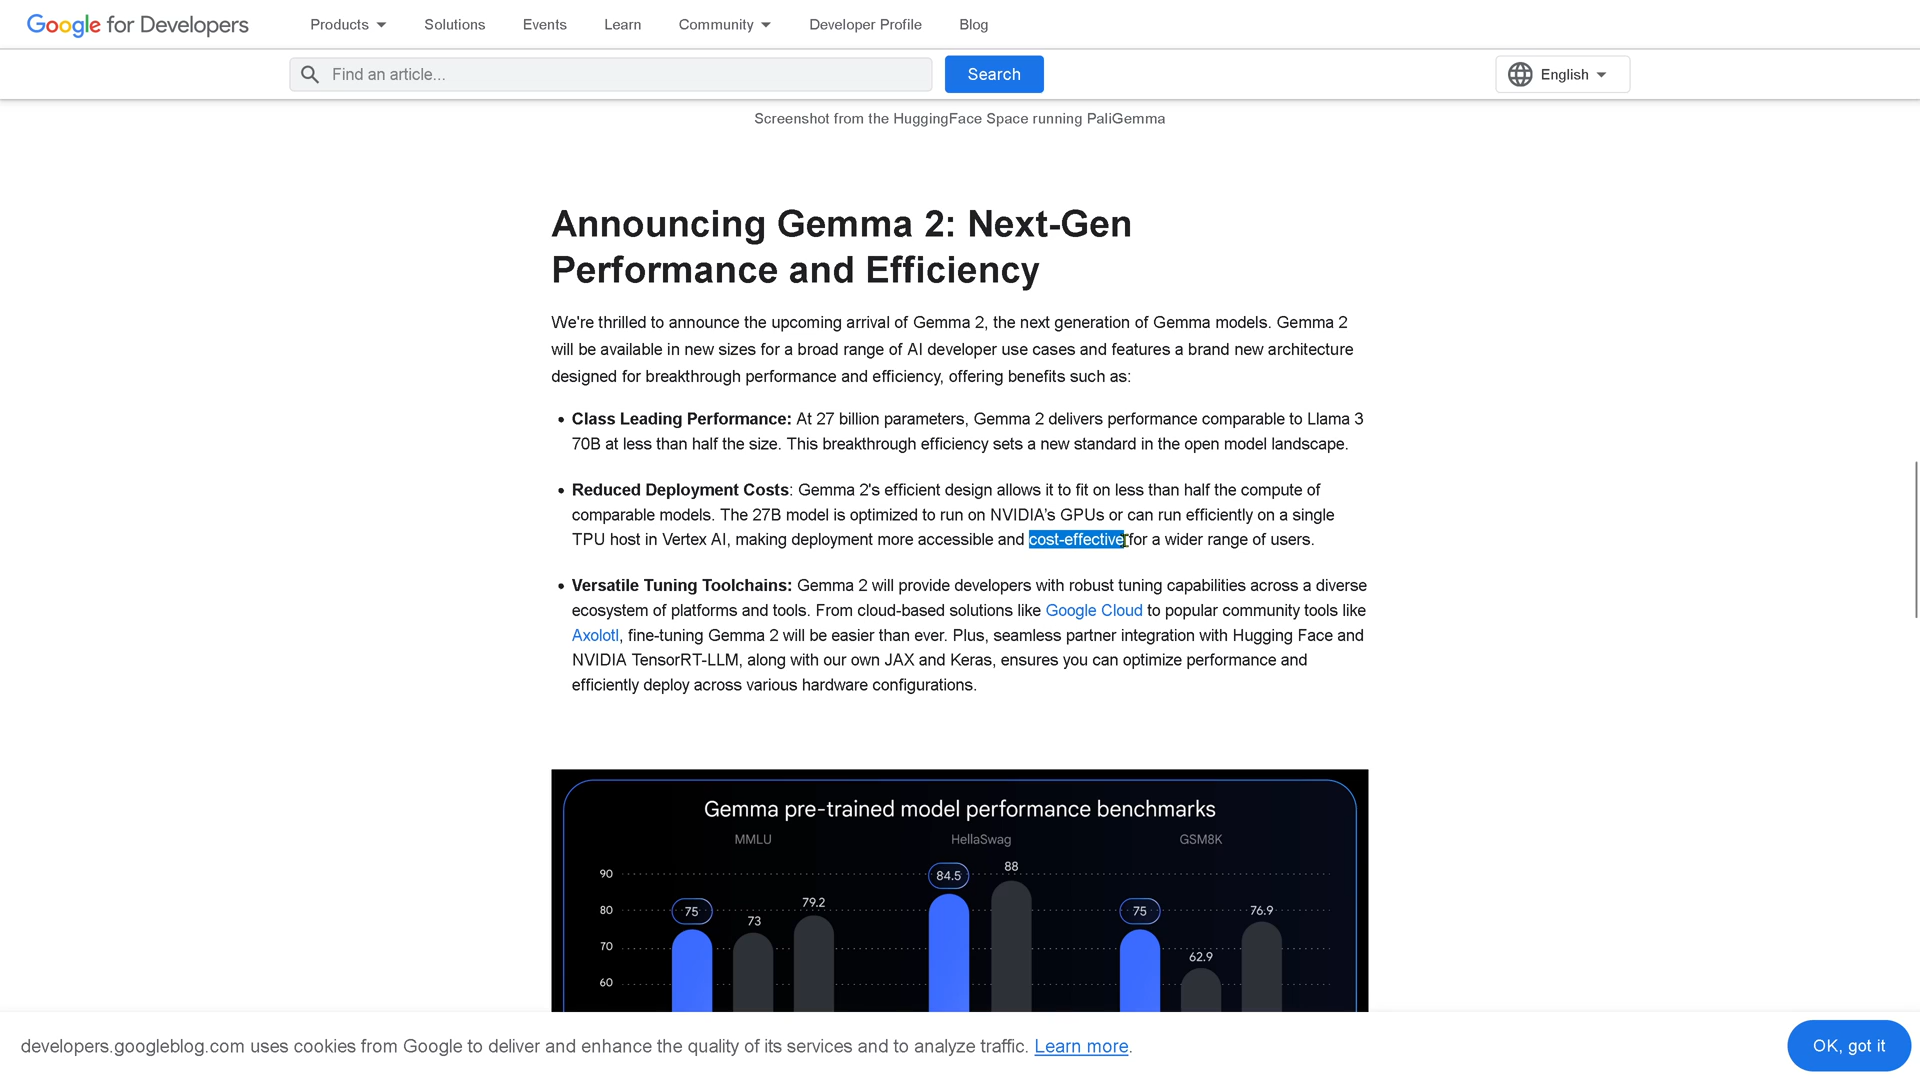 Google for Developers
Products
Solutions
Events
Learn
Community
Developer Profile
Blog
Find an article...
Search
English
Screenshot from the HuggingFace Space running PaliGemma
Announcing Gemma 2: Next-Gen
Performance and Efficiency
We're thrilled to announce the upcoming arrival of Gemma 2, the next generation of Gemma models. Gemma 2
will be available in new sizes for a broad range of AI developer use cases and features a brand new architecture
designed for breakthrough performance and efficiency, offering benefits such as:
• Class Leading Performance: At 27 billion parameters, Gemma 2 delivers performance comparable to Llama 3
70B at less than half the size. This breakthrough efficiency sets a new standard in the open model landscape.
• Reduced Deployment Costs: Gemma 2's efficient design allows it to fit on less than half the compute of
comparable models. The 27B model is optimized to run on NVIDIA’s GPUs or can run efficiently on a single
TPU host in Vertex AI, making deployment more accessible and cost-effective for a wider range of users.
• Versatile Tuning Toolchains: Gemma 2 will provide developers with robust tuning capabilities across a diverse
ecosystem of platforms and tools. From cloud-based solutions like Google Cloud to popular community tools like
Axolotl, fine-tuning Gemma 2 will be easier than ever. Plus, seamless partner integration with Hugging Face and
NVIDIA TensorRT-LLM, along with our own JAX and Keras, ensures you can optimize performance and
efficiently deploy across various hardware configurations.
Gemma pre-trained model performance benchmarks
MMLU
HellaSwag
GSM8K
90
80
70
60
75
73
79.2
84.5
88
75
62.9
76.9
developers.googleblog.com uses cookies from Google to deliver and enhance the quality of its services and to analyze traffic. Learn more.
OK, got it